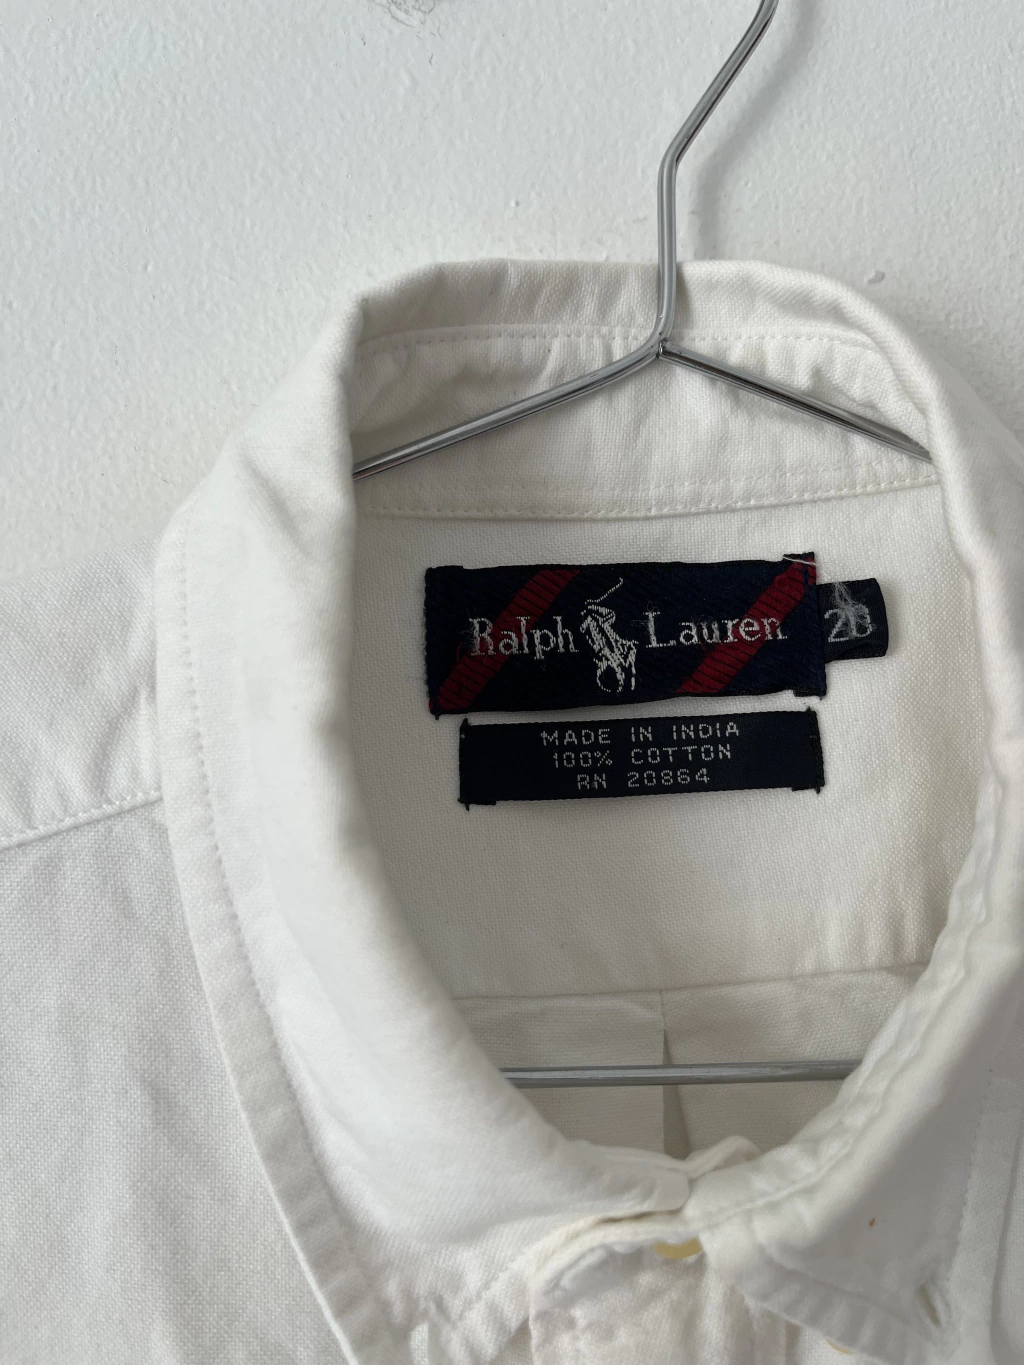 Ralph Lauren
MADE IN INDIA
100% COTTON
RN 20864